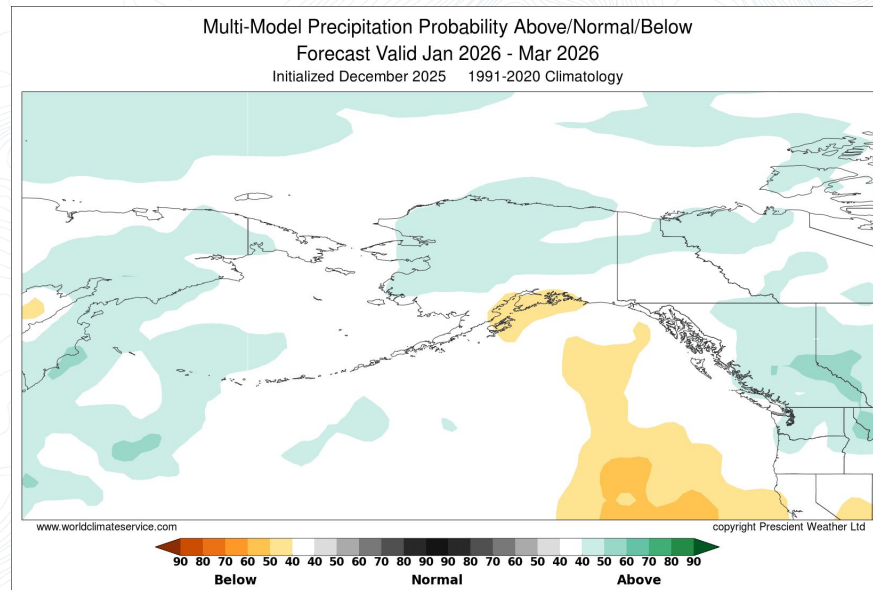 Multi-Model Precipitation Probability Above/Normal/Below
Forecast Valid Jan 2026 - Mar 2026
Initialized December 2025 1991-2020 Climatology
www.worldclimateservice.com copyright Prescient Weather Ltd
90 80 70 60 50 40 40 50 60 70 80 90 90 80 70 60 50 40 40 50 60 70 80 90
Below Normal Above